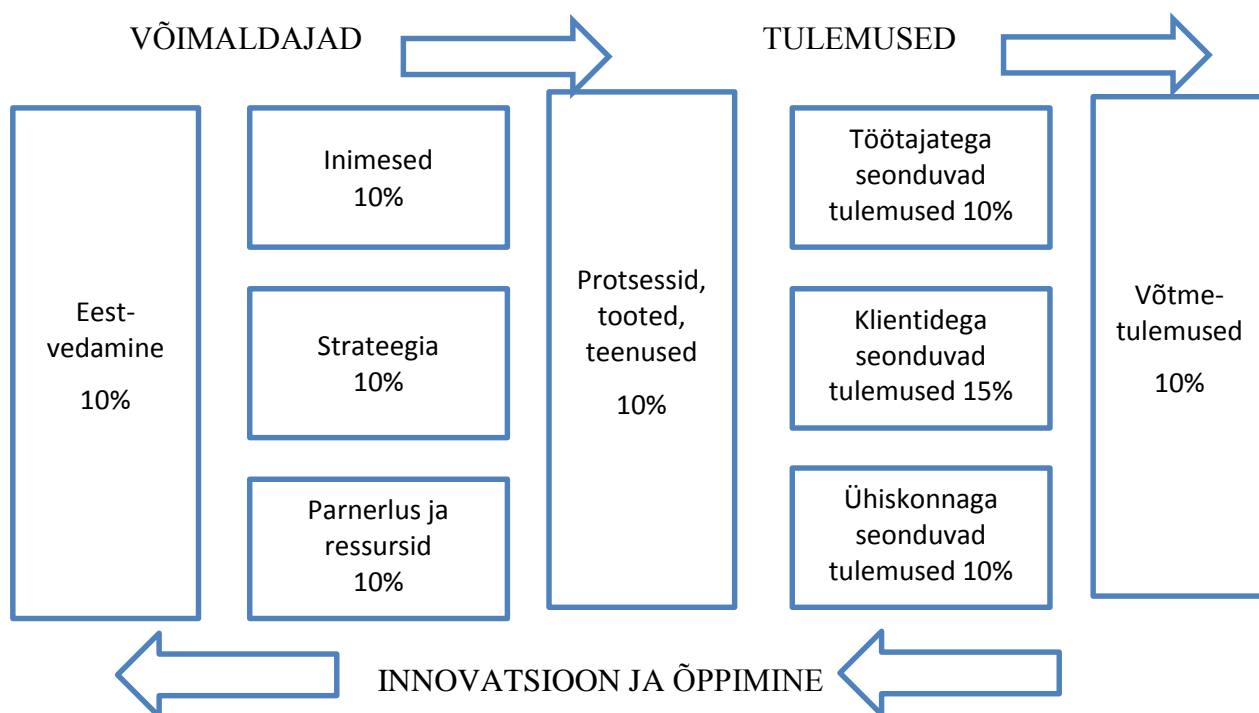 VÕIMALDAJAD
TULEMUSED
Eest-
vedamine
10%
Inimesed
10%
Strateegia
10%
Parnerlus ja
ressursid
10%
Protsessid,
tooted,
teenused
10%
Töötajatega
seonduvad
tulemused 10%
Klientidega
seonduvad
tulemused 15%
Ühiskonnaga
seonduvad
tulemused 10%
Võtme-
tulemused
10%
INNOVATSIOON JA ÕPPIMINE